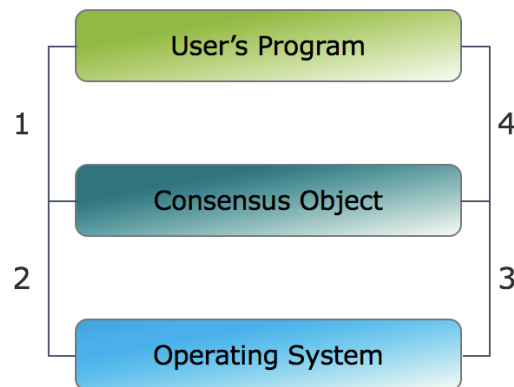 User’s Program
1
4
Consensus Object
2
3
Operating System